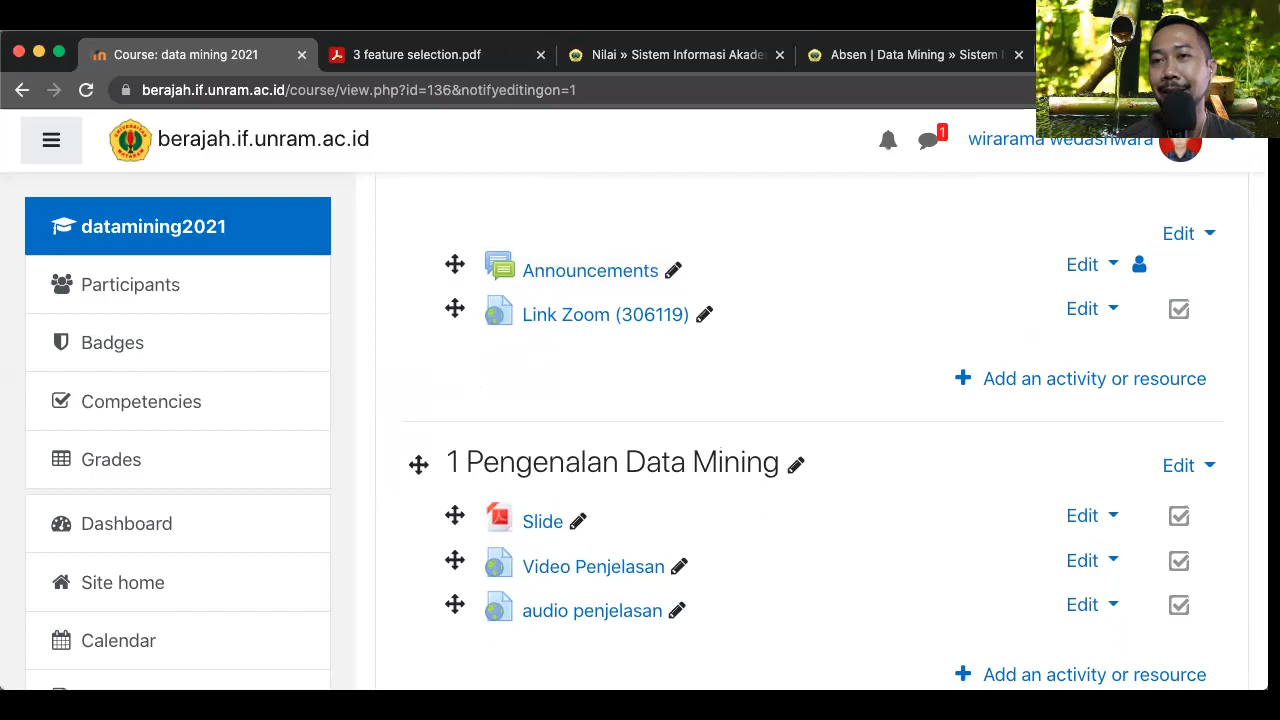 Course: data mining 2021
3 feature selection.pdf
Nilai » Sistem Informasi Akade
Absen | Data Mining » Sistem
berajah.if.unram.ac.id/course/view.php?id=136&notifyeditingon=1
berajah.if.unram.ac.id
1
wirarama wedashwara
datamining2021
Participants
Badges
Competencies
Grades
Dashboard
Site home
Calendar
Edit
Announcements
Edit
Link Zoom (306119)
Edit
Add an activity or resource
1 Pengenalan Data Mining
Edit
Slide
Edit
Video Penjelasan
Edit
audio penjelasan
Edit
Add an activity or resource